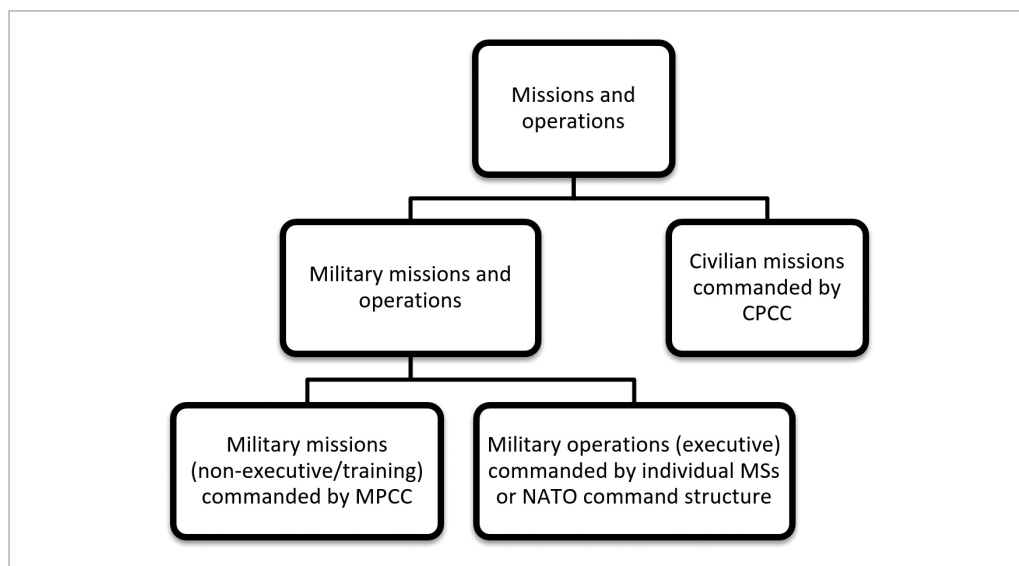 Missions and
operations
Military missions and
operations
Civilian missions
commanded by
CPCC
Military missions
(non-executive/training)
commanded by MPCC
Military operations (executive)
commanded by individual MSs
or NATO command structure